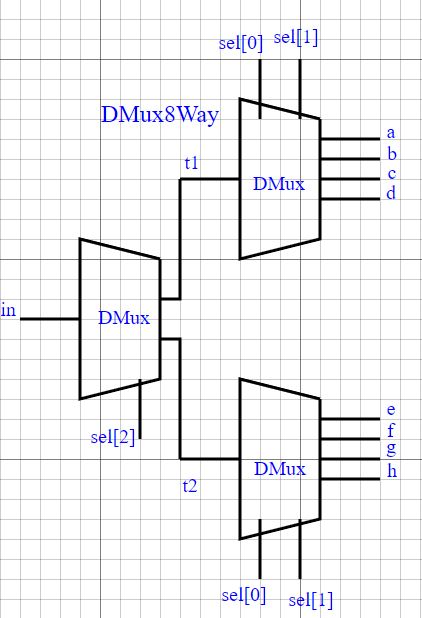 sel[0] sel[1]
DMux8Way
a
b
t1
c
DMux
d
in
DMux
e
sel[2]
f
g
DMux
h
t2
sel[0] sel[1]